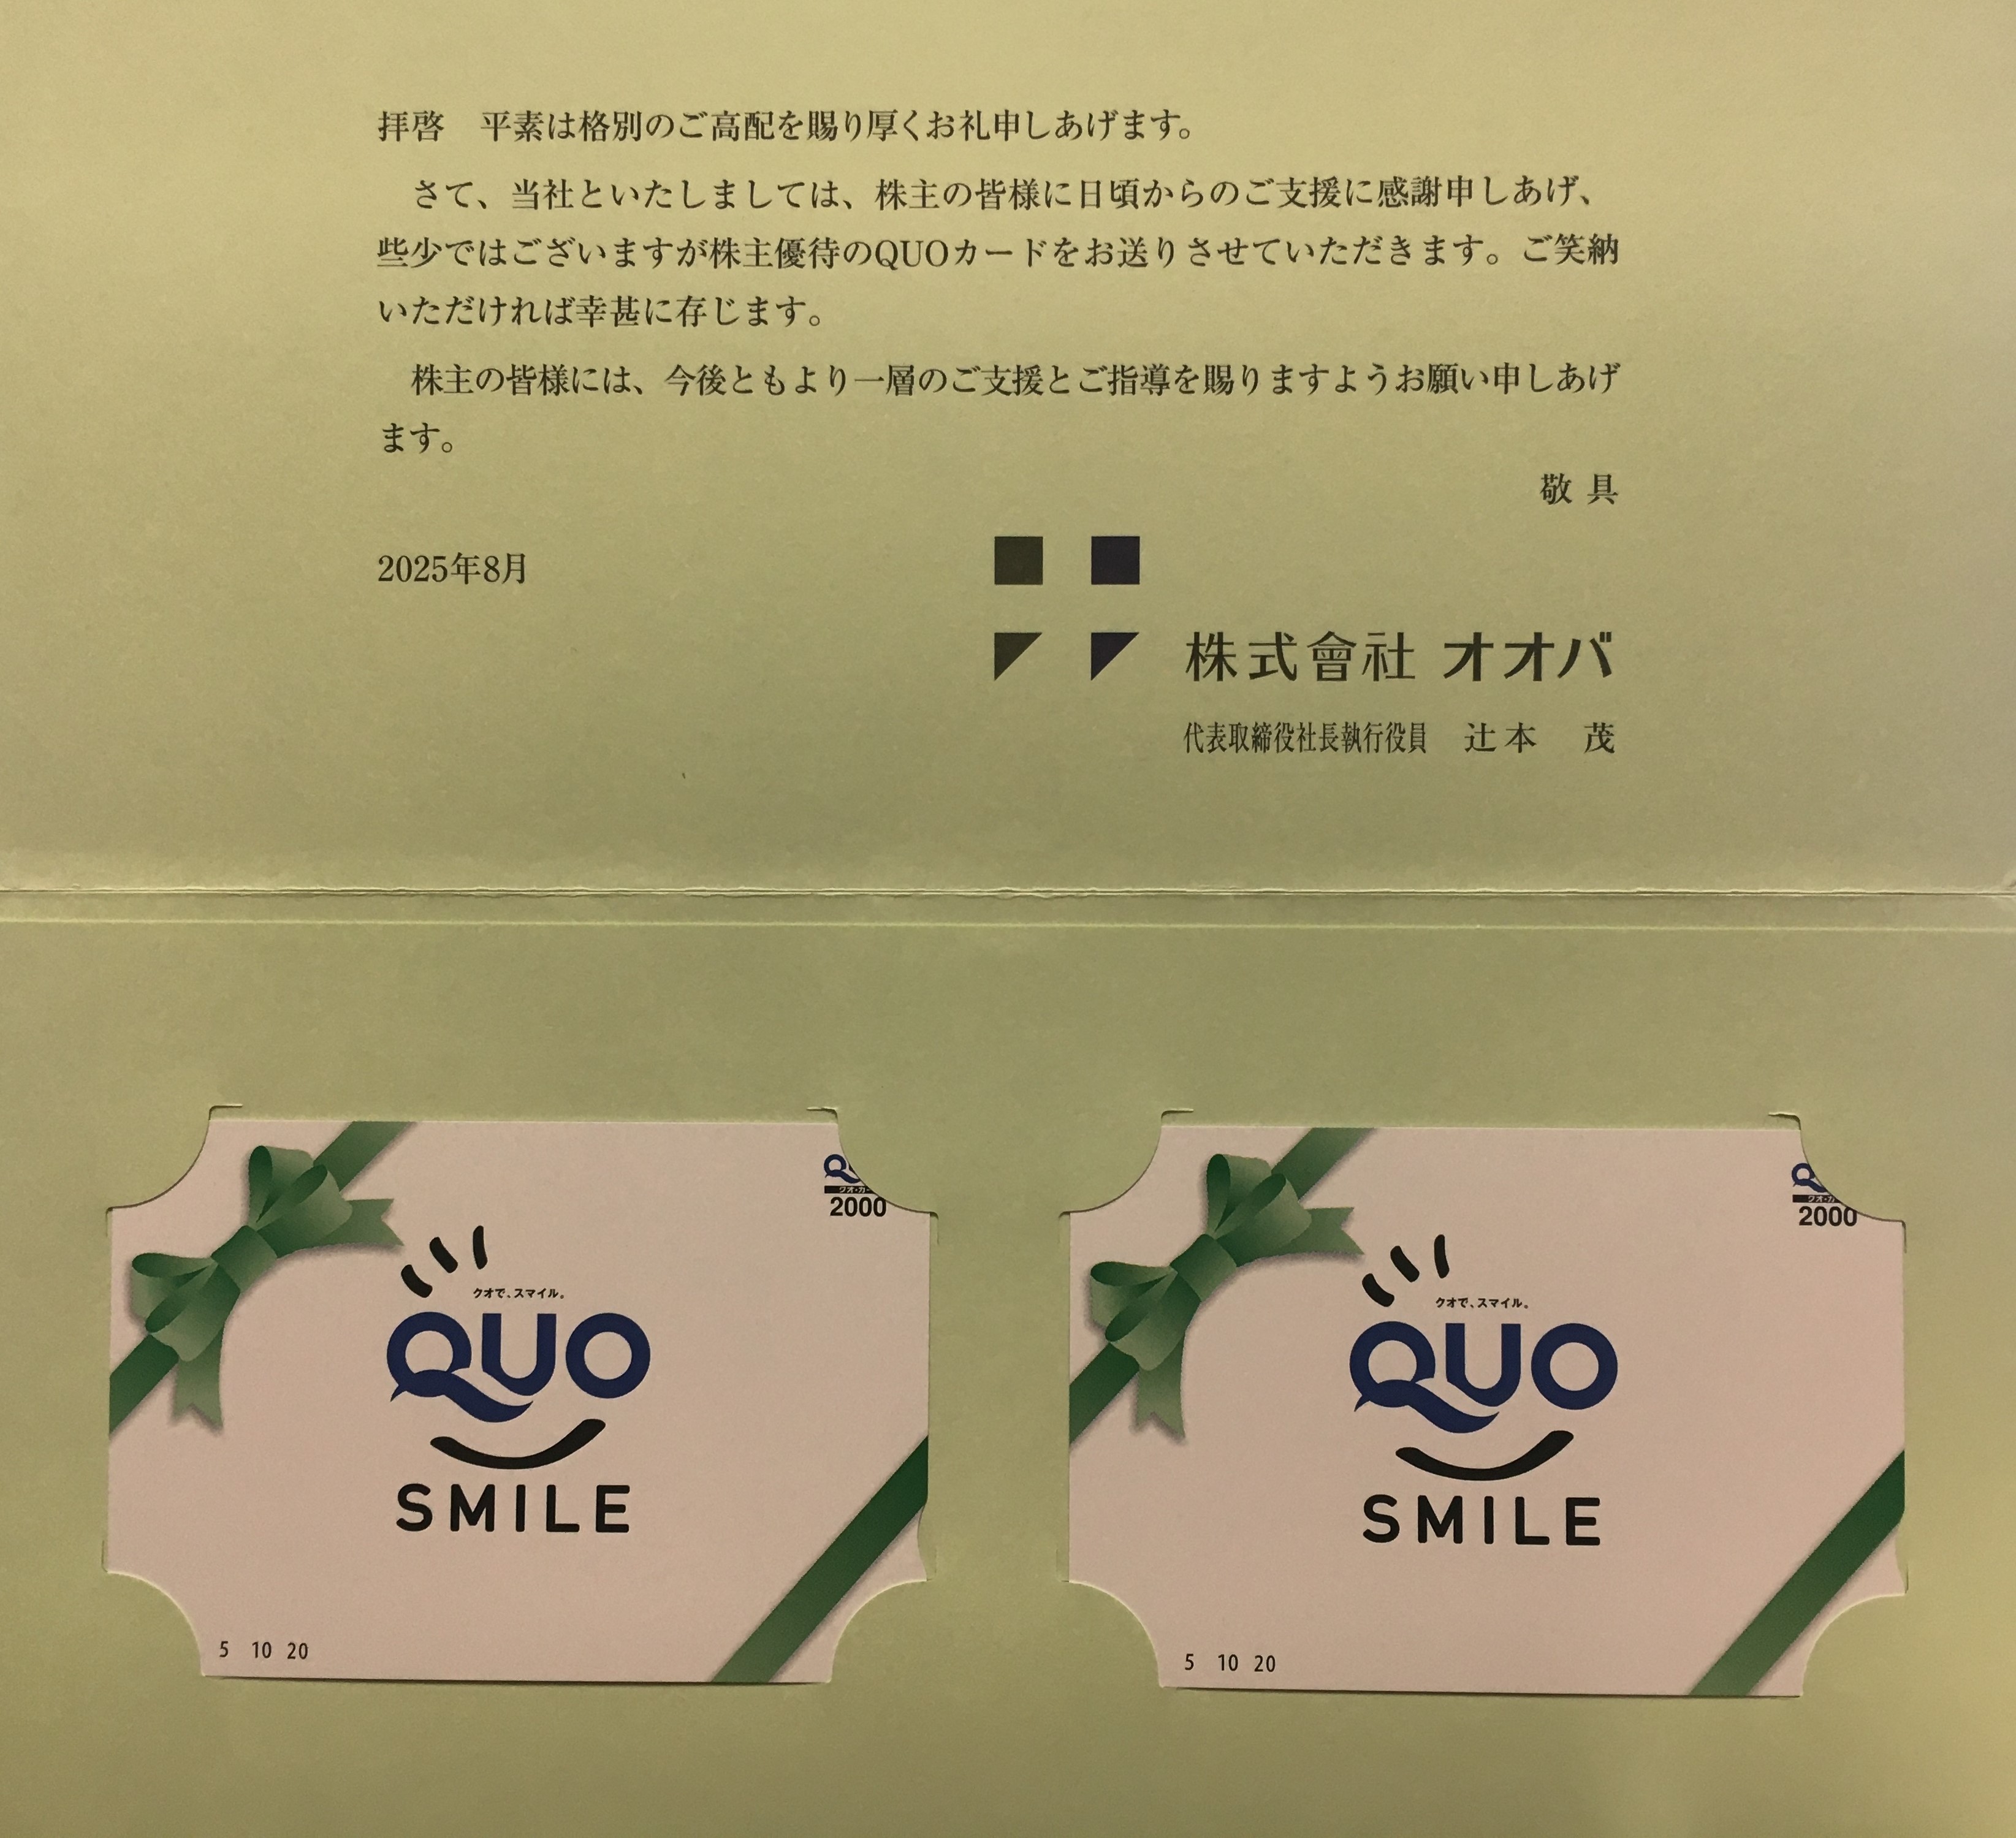 拝啓　平素は格別のご高配を賜り厚くお礼申しあげます。
さて、当社といたしましては、株主の皆様に日頃からのご支援に感謝申しあげ、
些少ではございますが株主優待のQUOカードをお送りさせていただきます。ご笑納
いただければ幸甚に存じます。
株主の皆様には、今後ともより一層のご支援とご指導を賜りますようお願い申しあげ
ます。
敬 具
2025年8月
株式會社 オオバ
代表取締役社長執行役員　辻本　茂
2000
クオで、スマイル。
QUO
SMILE
5 10 20
2000
クオで、スマイル。
QUO
SMILE
5 10 20